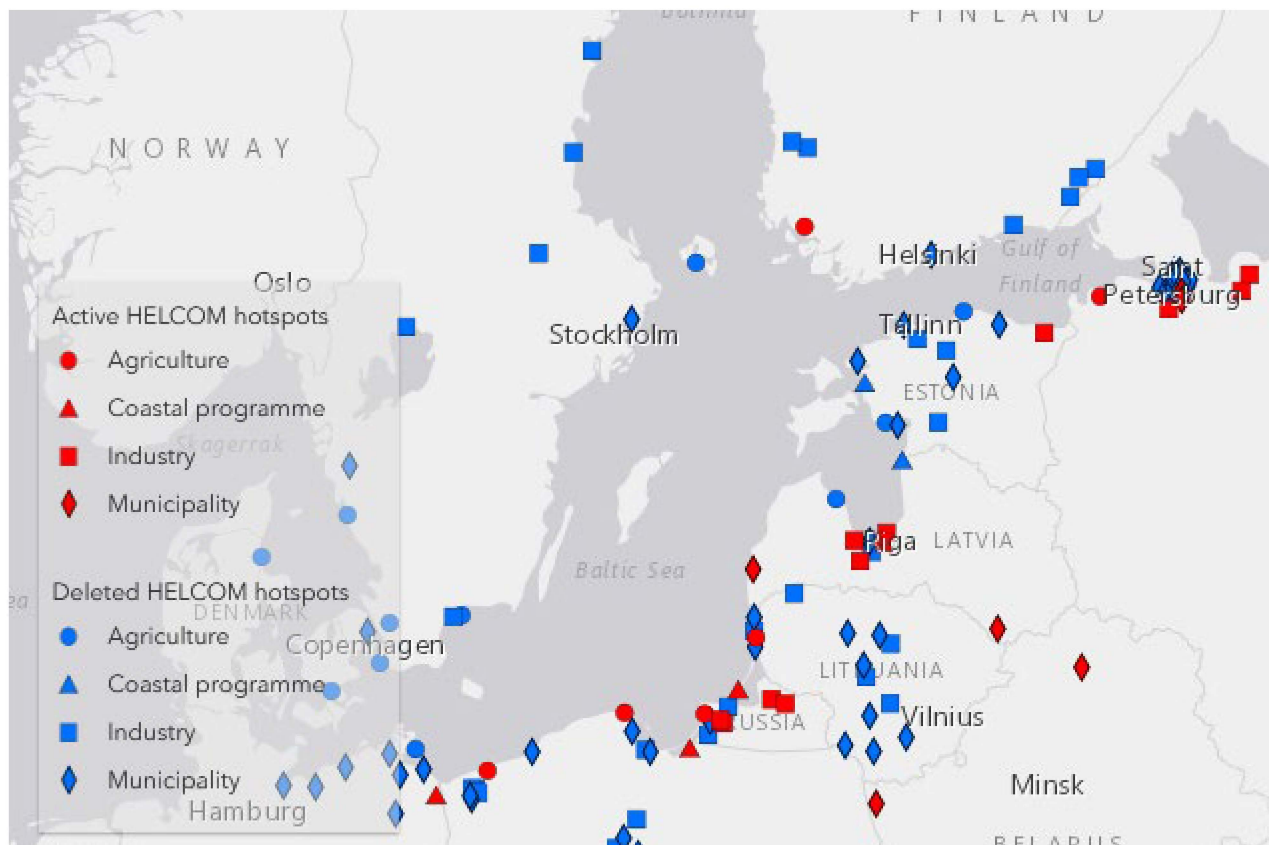 Bothnia
FINLAND
NORWAY
Helsinki
Gulf of
Finland
Saint
Petersburg
Oslo
Stockholm
Tallinn
ESTONIA
Active HELCOM hotspots
Agriculture
Coastal programme
Skagerrak
Industry
Municipality
Riga
LATVIA
Baltic Sea
Deleted HELCOM hotspots
ea
DENMARK
Agriculture
Copenhagen
LITHUANIA
Coastal programme
RUSSIA
Vilnius
Industry
Municipality
Minsk
Hamburg
BELARUS